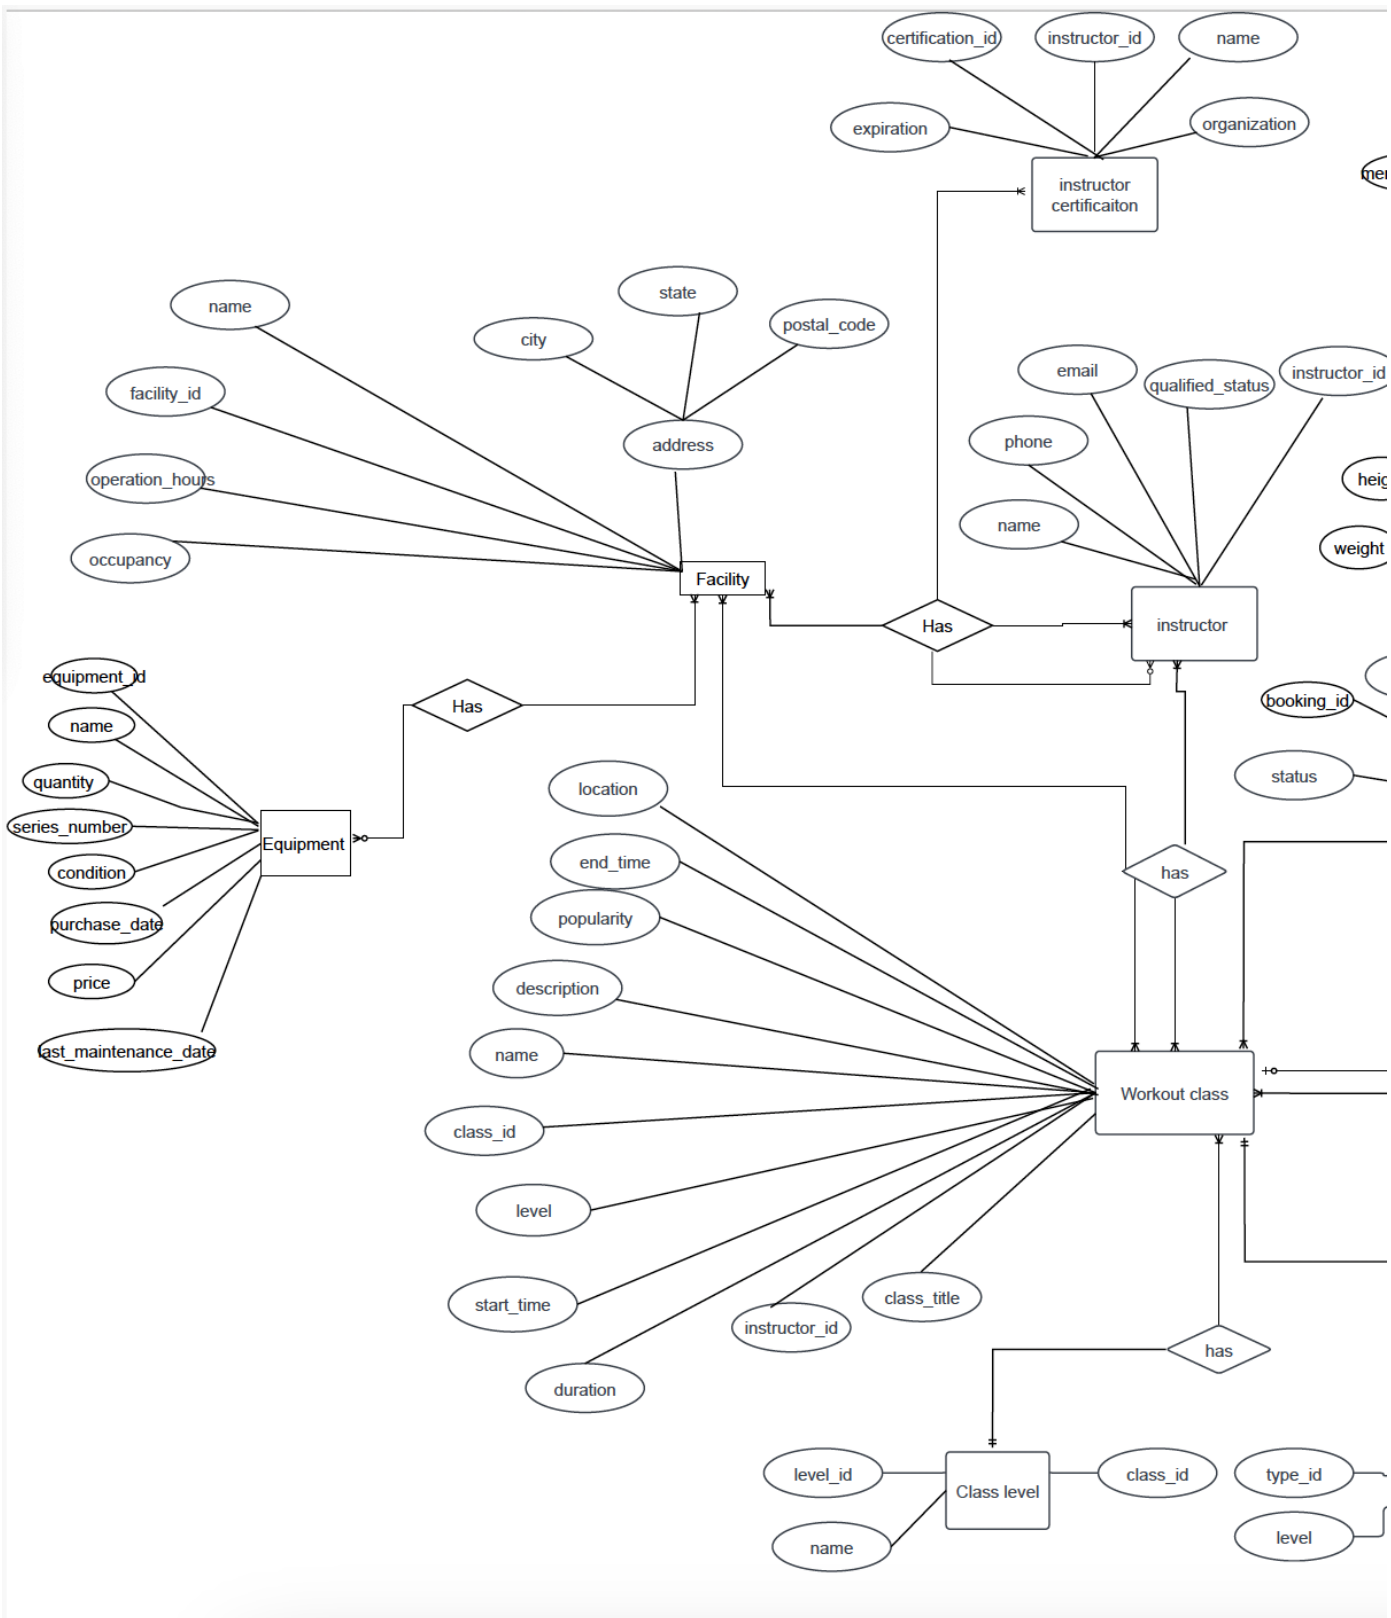 certification_id
instructor_id
name
expiration
organization
instructor
certificaiton
name
state
city
postal_code
facility_id
address
operation_hours
occupancy
Facility
email
qualified_status
instructor_id
phone
name
Has
instructor
weight
equipment_id
name
quantity
series_number
condition
purchase_date
price
last_maintenance_date
Equipment
Has
booking_id
status
location
end_time
popularity
description
name
class_id
level
start_time
duration
instructor_id
class_title
has
Workout class
has
level_id
name
Class level
class_id
type_id
level